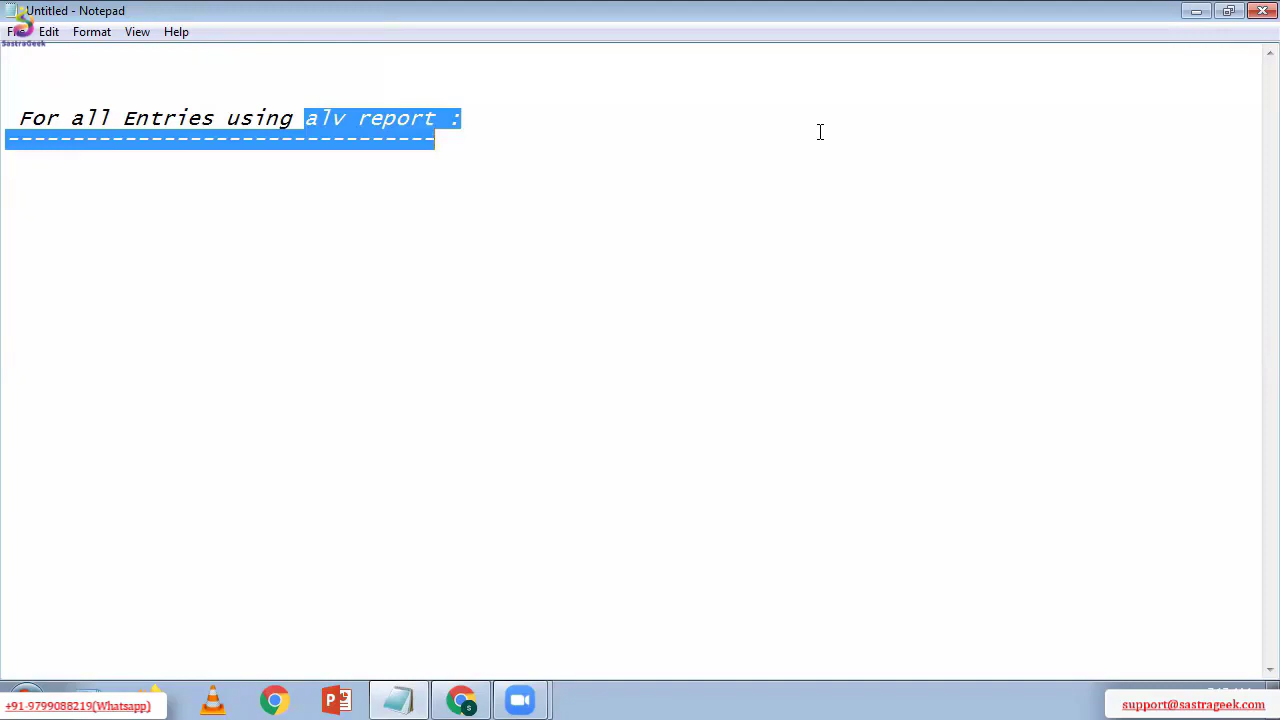 Untitled - Notepad
File Edit Format View Help
SastraGeek
For all Entries using alv report :
---------------------------------
+91-9799088219(Whatsapp)
support@sastrageek.com